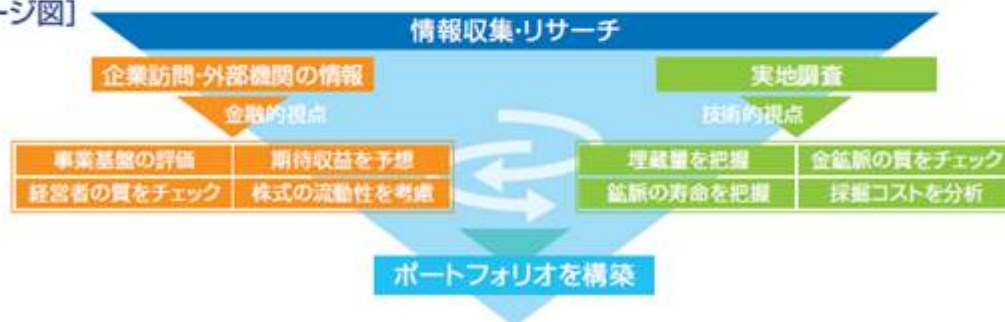 ージ図]
情報収集・リサーチ
企業訪問・外部機関の情報
実地調査
金融的視点
技術的視点
事業基盤の評価
期待収益を予想
経営者の質をチェック
株式の流動性を考慮
埋蔵量を把握
金鉱脈の質をチェック
鉱脈の寿命を把握
採掘コストを分析
ポートフォリオを構築